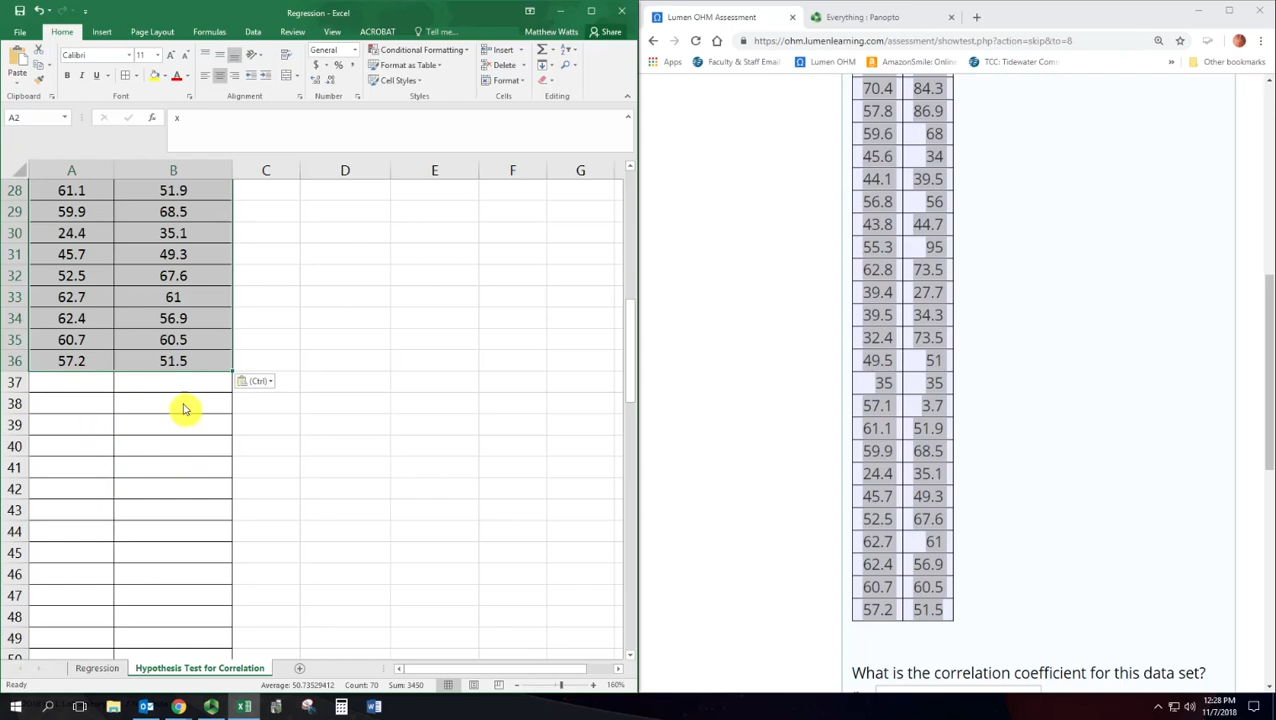 Regression - Excel
File Home Insert Page Layout Formulas Data Review View ACROBAT Tell me... Matthew Watts Share
Paste Calibri 11 General Conditional Formatting Insert
Format as Table Delete
B I U Cell Styles Format
Clipboard Font Alignment Number Styles Cells Editing
A2 fx x
A B C D E F G
28 61.1 51.9
29 59.9 68.5
30 24.4 35.1
31 45.7 49.3
32 52.5 67.6
33 62.7 61
34 62.4 56.9
35 60.7 60.5
36 57.2 51.5
37 (Ctrl)
38
39
40
41
42
43
44
45
46
47
48
49
Regression Hypothesis Test for Correlation
Ready Average: 50.73529412 Count: 70 Sum: 3450 160%
Lumen OHM Assessment Everything | Panopto
https://ohm.lumenlearning.com/assessment/showtest.php?action=skip&to=8
Apps Faculty & Staff Email Lumen OHM AmazonSmile: Onlin TCC: Tidewater Com » Other bookmarks
70.4 84.3
57.8 86.9
59.6 68
45.6 34
44.1 39.5
56.8 56
43.8 44.7
55.3 95
62.8 73.5
39.4 27.7
39.5 34.3
32.4 73.5
49.5 51
35 35
57.1 3.7
61.1 51.9
59.9 68.5
24.4 35.1
45.7 49.3
52.5 67.6
62.7 61
62.4 56.9
60.7 60.5
57.2 51.5
What is the correlation coefficient for this data set?
12:28 PM
11/7/2018